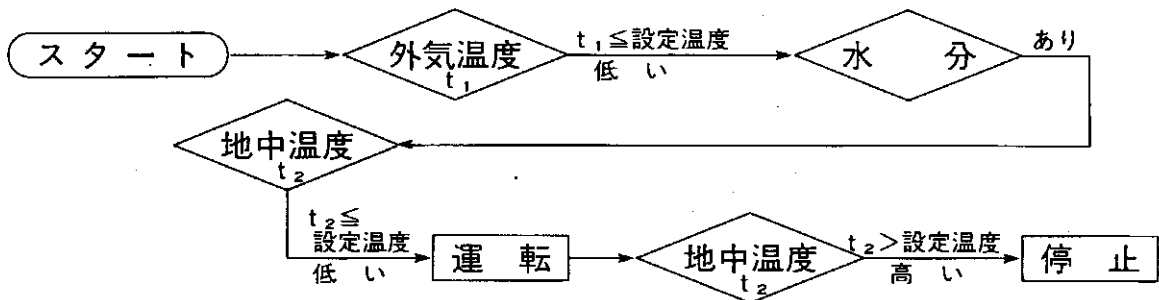 スタート
外気温度
t₁
t₁≦設定温度
低い
水分
あり
地中温度
t₂
t₂≦
設定温度
低い
運転
地中温度
t₂
t₂>設定温度
高い
停止